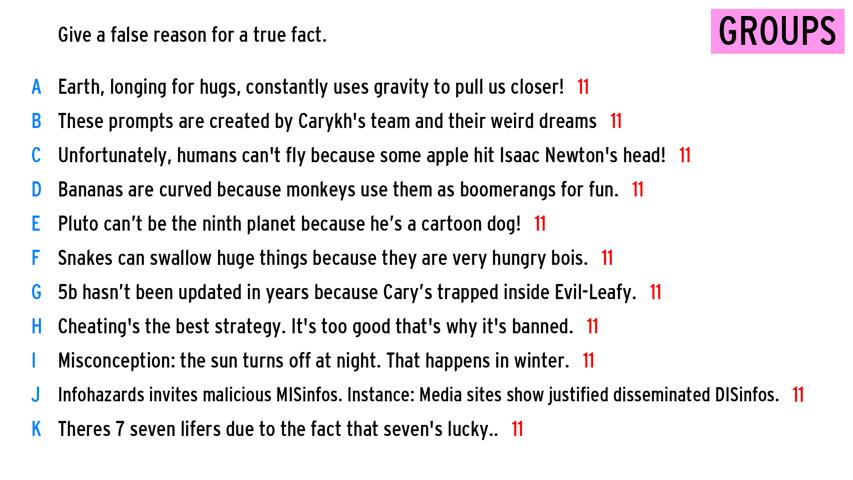 Give a false reason for a true fact.
GROUPS
A Earth, longing for hugs, constantly uses gravity to pull us closer! 11
B These prompts are created by Carykh's team and their weird dreams 11
C Unfortunately, humans can't fly because some apple hit Isaac Newton's head! 11
D Bananas are curved because monkeys use them as boomerangs for fun. 11
E Pluto can’t be the ninth planet because he’s a cartoon dog! 11
F Snakes can swallow huge things because they are very hungry bois. 11
G 5b hasn’t been updated in years because Cary’s trapped inside Evil-Leafy. 11
H Cheating's the best strategy. It's too good that's why it's banned. 11
I Misconception: the sun turns off at night. That happens in winter. 11
J Infohazards invites malicious MISinfos. Instance: Media sites show justified disseminated DISinfos. 11
K Theres 7 seven lifers due to the fact that seven's lucky.. 11